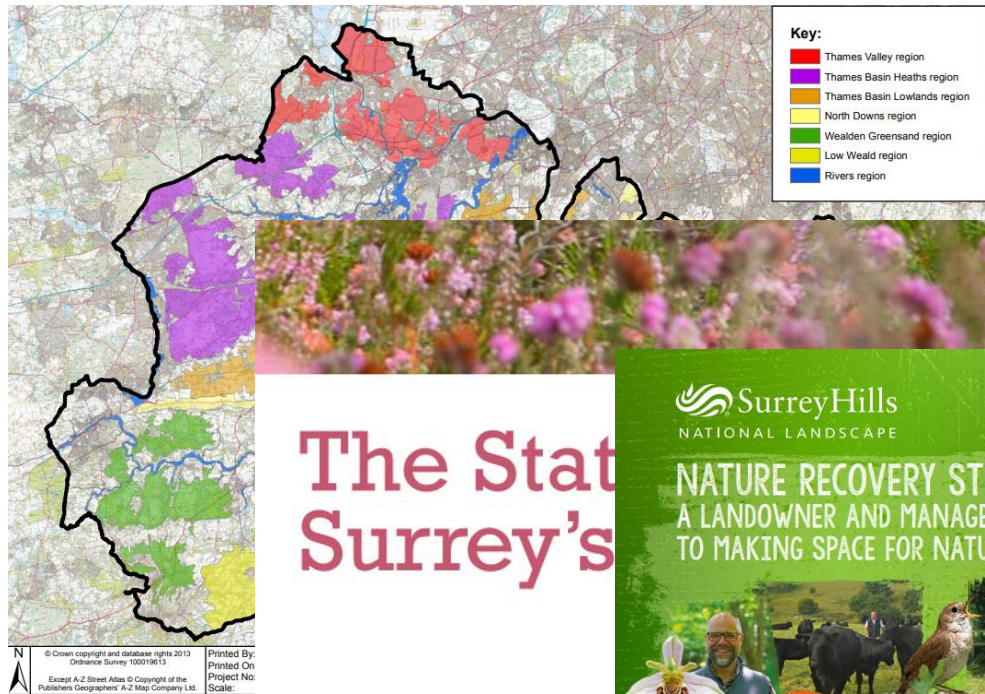 Key:
Thames Valley region
Thames Basin Heaths region
Thames Basin Lowlands region
North Downs region
Wealden Greensand region
Low Weald region
Rivers region
The Stat
Surrey's
SurreyHills
NATIONAL LANDSCAPE
NATURE RECOVERY ST
A LANDOWNER AND MANAGE
TO MAKING SPACE FOR NATU
N
© Crown copyright and database rights 2013
Ordnance Survey 100019613
Except A-Z Street Atlas © Copyright of the
Publishers Geographers' A-Z Map Company Ltd.
Printed By:
Printed On
Project No:
Scale: